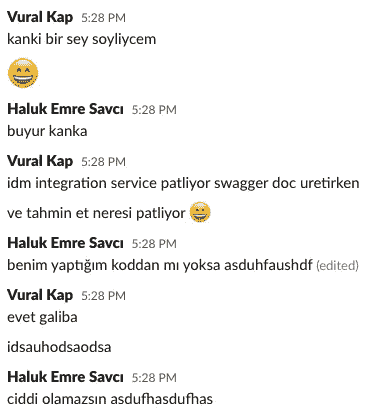 Vural Kap 5:28 PM
kanki bir sey soyliycem
Haluk Emre Savcı 5:28 PM
buyur kanka
Vural Kap 5:28 PM
idm integration service patliyor swagger doc uretirken
ve tahmin et neresi patliyor
Haluk Emre Savcı 5:28 PM
benim yaptığım koddan mı yoksa asduhfaushdf (edited)
Vural Kap 5:28 PM
evet galiba
idsauhodsaodsa
Haluk Emre Savcı 5:28 PM
ciddi olamazsın asdufhasdufhas